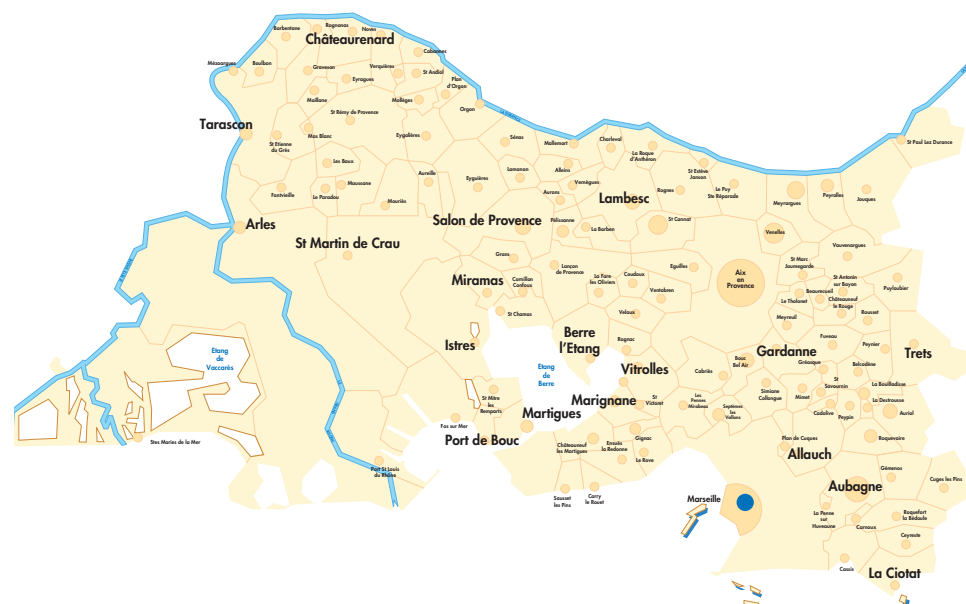 Barbentane
Rognonas
Noves
Châteaurenard
Cabannes
Mézoargues
Boulbon
Graveson
Verquières
St Andiol
Eyragues
Plan
d'Orgon
Maillane
Mollégès
Orgon
LA DURANCE
St Rémy de Provence
Tarascon
Mas Blanc
St Etienne
du Grès
Eygalières
Sénas
Mallemort
Charleval
La Roque
d'Anthéron
St Paul Lez Durance
Les Baux
Aureille
Lamanon
Alleins
Vernègues
St Estève
Janson
Fontvieille
Le Paradou
Maussane
Mouriès
Eyguières
Aurons
Lambesc
Rognes
Le Puy
Ste Réparade
Meyrargues
Peyrolles
Jouques
Arles
Salon de Provence
Pélissanne
La Barben
St Cannat
Venelles
St Martin de Crau
Vauvenargues
Grans
Lançon
de Provence
Eguilles
St Marc
Jaumegarde
Miramas
Cornillon
Confoux
La Fare
les Oliviers
Coudoux
Ventabren
Aix
en
Provence
St Antonin
sur Bayon
Puyloubier
Beaurecueil
Le Tholonet
Châteauneuf
le Rouge
St Chamas
Velaux
Meyreuil
Rousset
Istres
Berre
l'Etang
Rognac
Fuveau
Peynier
Trets
Etang
de
Vaccarès
Etang
de
Berre
Vitrolles
Bouc
Bel Air
Gardanne
Gréasque
Belcodène
Cabriès
St
Savournin
La Bouilladisse
St Mitre
les
Remparts
Marignane
St
Victoret
Les
Pennes
Mirabeau
Septèmes
les
Vallons
Simiane
Collongue
Mimet
La Destrousse
Cadolive
Peypin
Auriol
Fos sur Mer
Martigues
Port de Bouc
Châteauneuf
les Martigues
Ensuès
la Redonne
Gignac
Le Rove
Plan de Cuques
Allauch
Roquevaire
Stes Maries de la Mer
Port St Louis
du Rhône
Sausset
les Pins
Carry
le Rouet
Marseille
Aubagne
Gémenos
Cuges les Pins
La Penne
sur
Huveaune
Carnoux
Roquefort
la Bédoule
Ceyreste
Cassis
La Ciotat